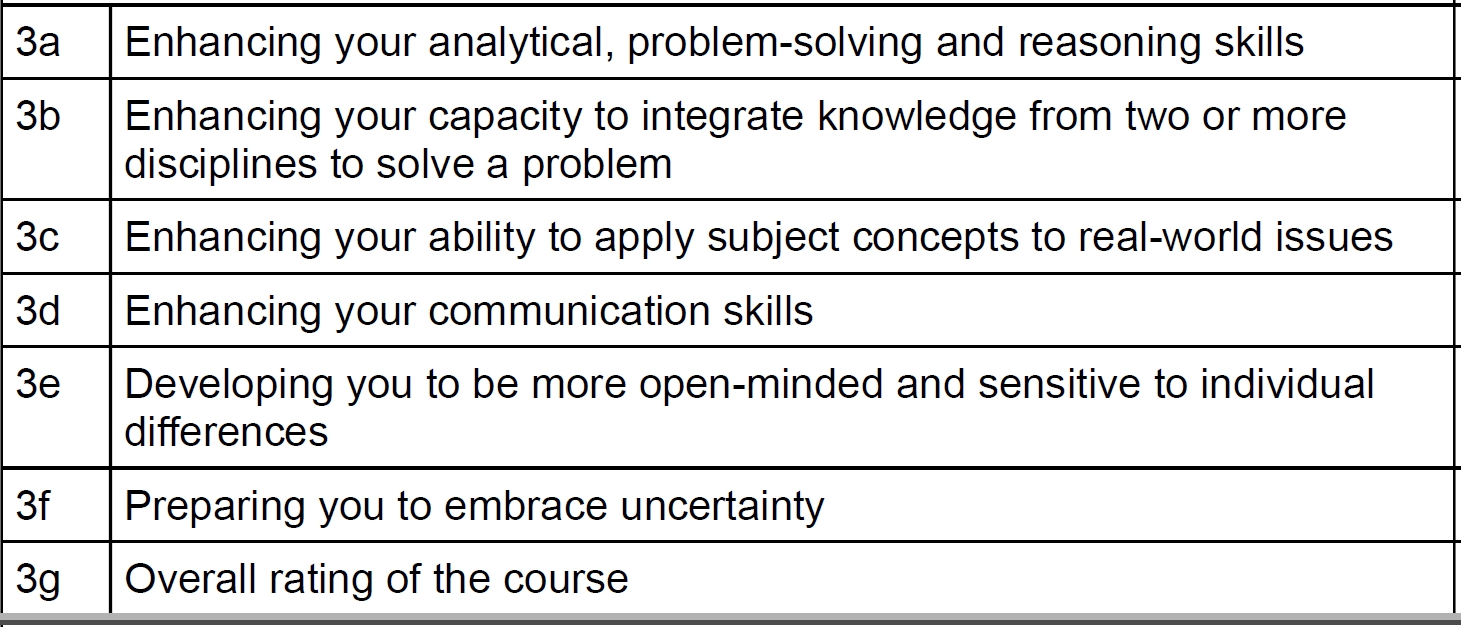 3a Enhancing your analytical, problem-solving and reasoning skills
3b Enhancing your capacity to integrate knowledge from two or more
disciplines to solve a problem
3c Enhancing your ability to apply subject concepts to real-world issues
3d Enhancing your communication skills
3e Developing you to be more open-minded and sensitive to individual
differences
3f Preparing you to embrace uncertainty
3g Overall rating of the course